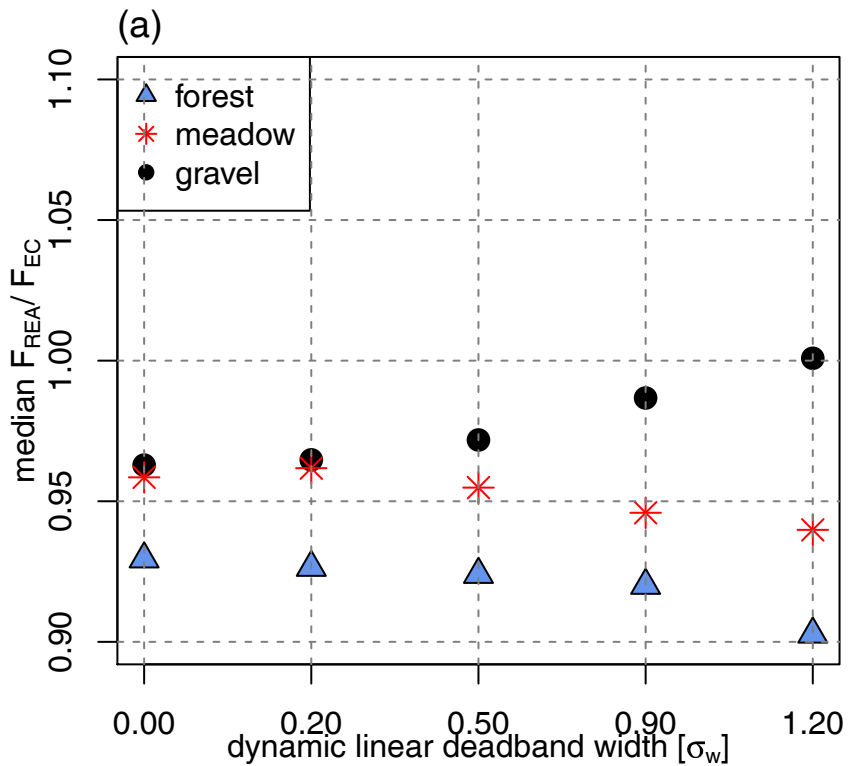 (a)
forest
meadow
gravel
median F_REA/ F_EC
1.10
1.05
1.00
0.95
0.90
0.00 0.20 0.50 0.90 1.20
dynamic linear deadband width [σ_w]